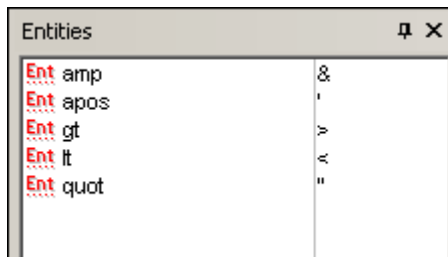 Entities
Ent amp &
Ent apos '
Ent gt >
Ent lt <
Ent quot "